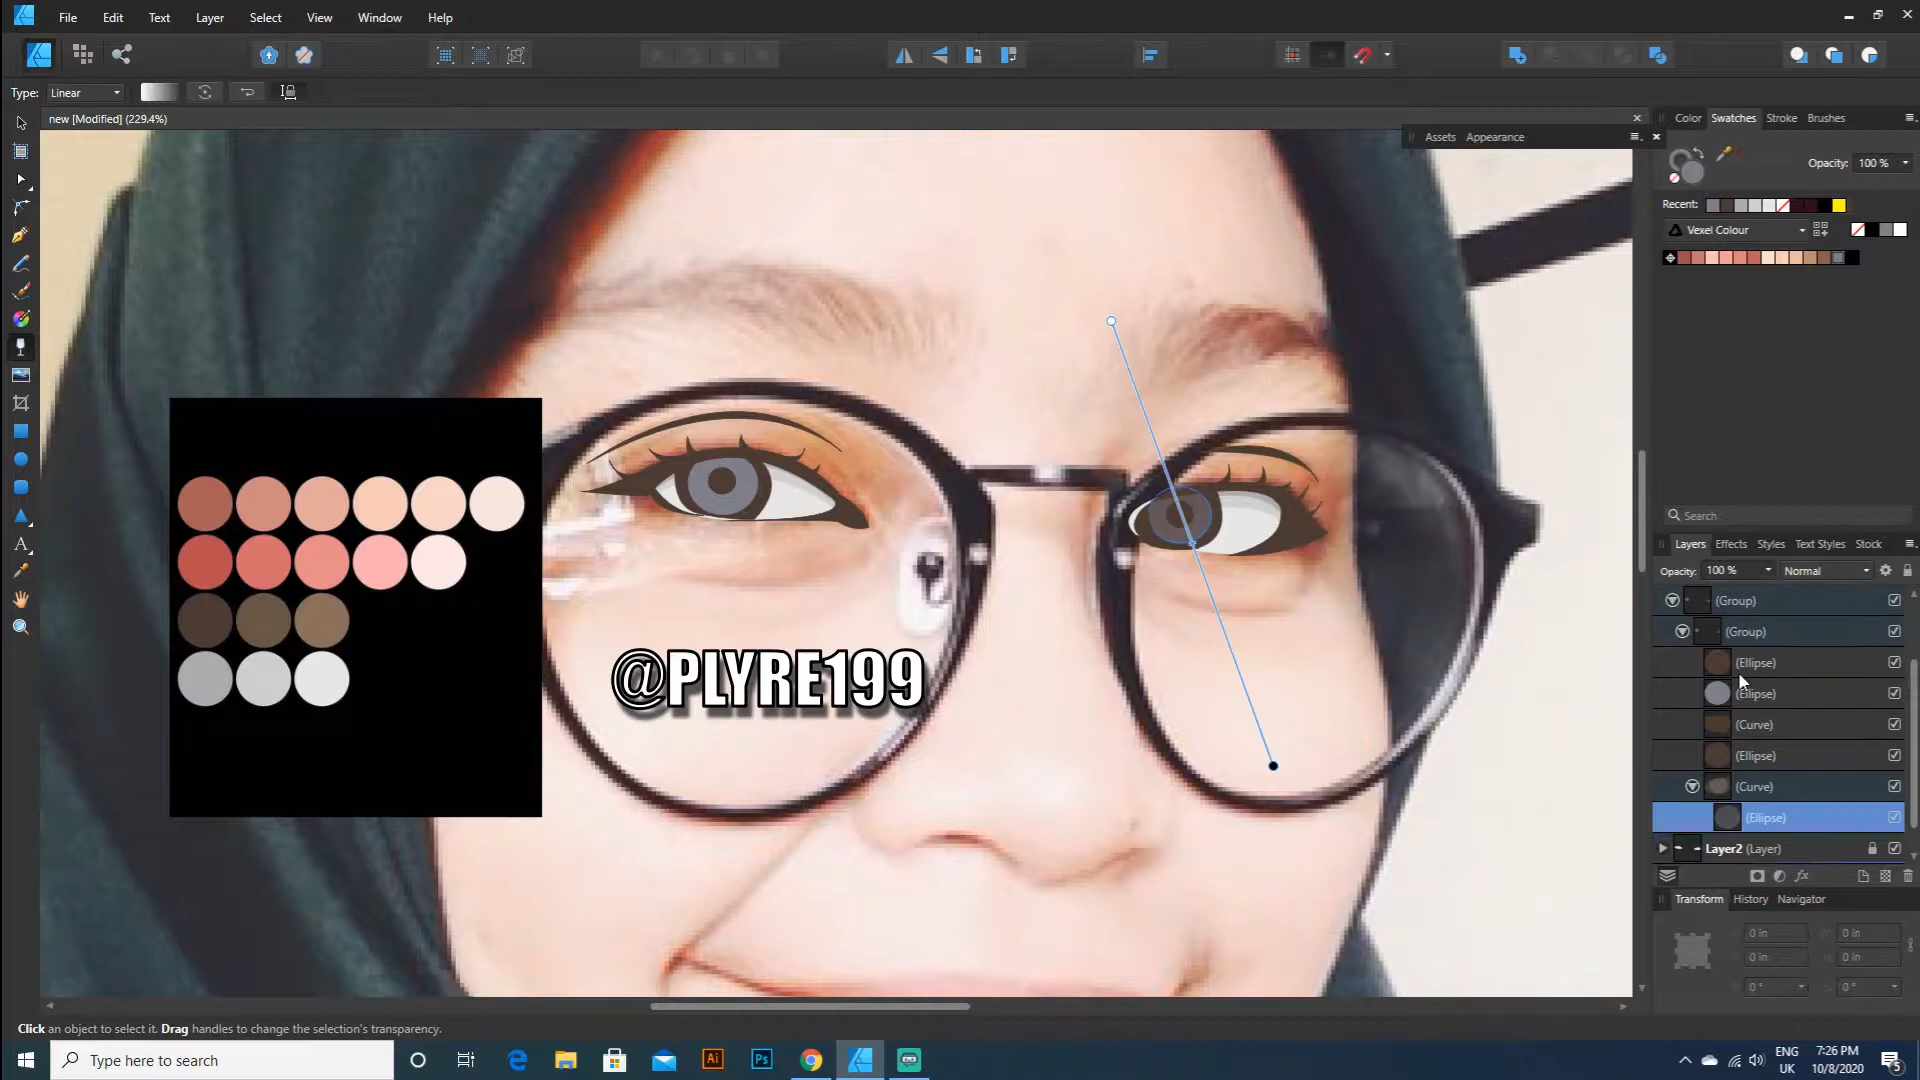 File Edit Text Layer Select View Window Help
Type: Linear
new [Modified] (229.4%)
Assets Appearance
Color Swatches Stroke Brushes
Opacity: 100 %
Recent:
Vexel Colour
@PLYRE199
Search
Layers Effects Styles Text Styles Stock
Opacity: 100 % Normal
(Group)
(Group)
(Ellipse)
(Ellipse)
(Curve)
(Ellipse)
(Curve)
(Ellipse)
Layer2 (Layer)
Transform History Navigator
0 in 0 in
0 in 0 in
0 ° 0 °
Click an object to select it. Drag handles to change the selection's transparency.
Type here to search
Ai Ps
ENG
UK
7:26 PM
10/8/2020
5